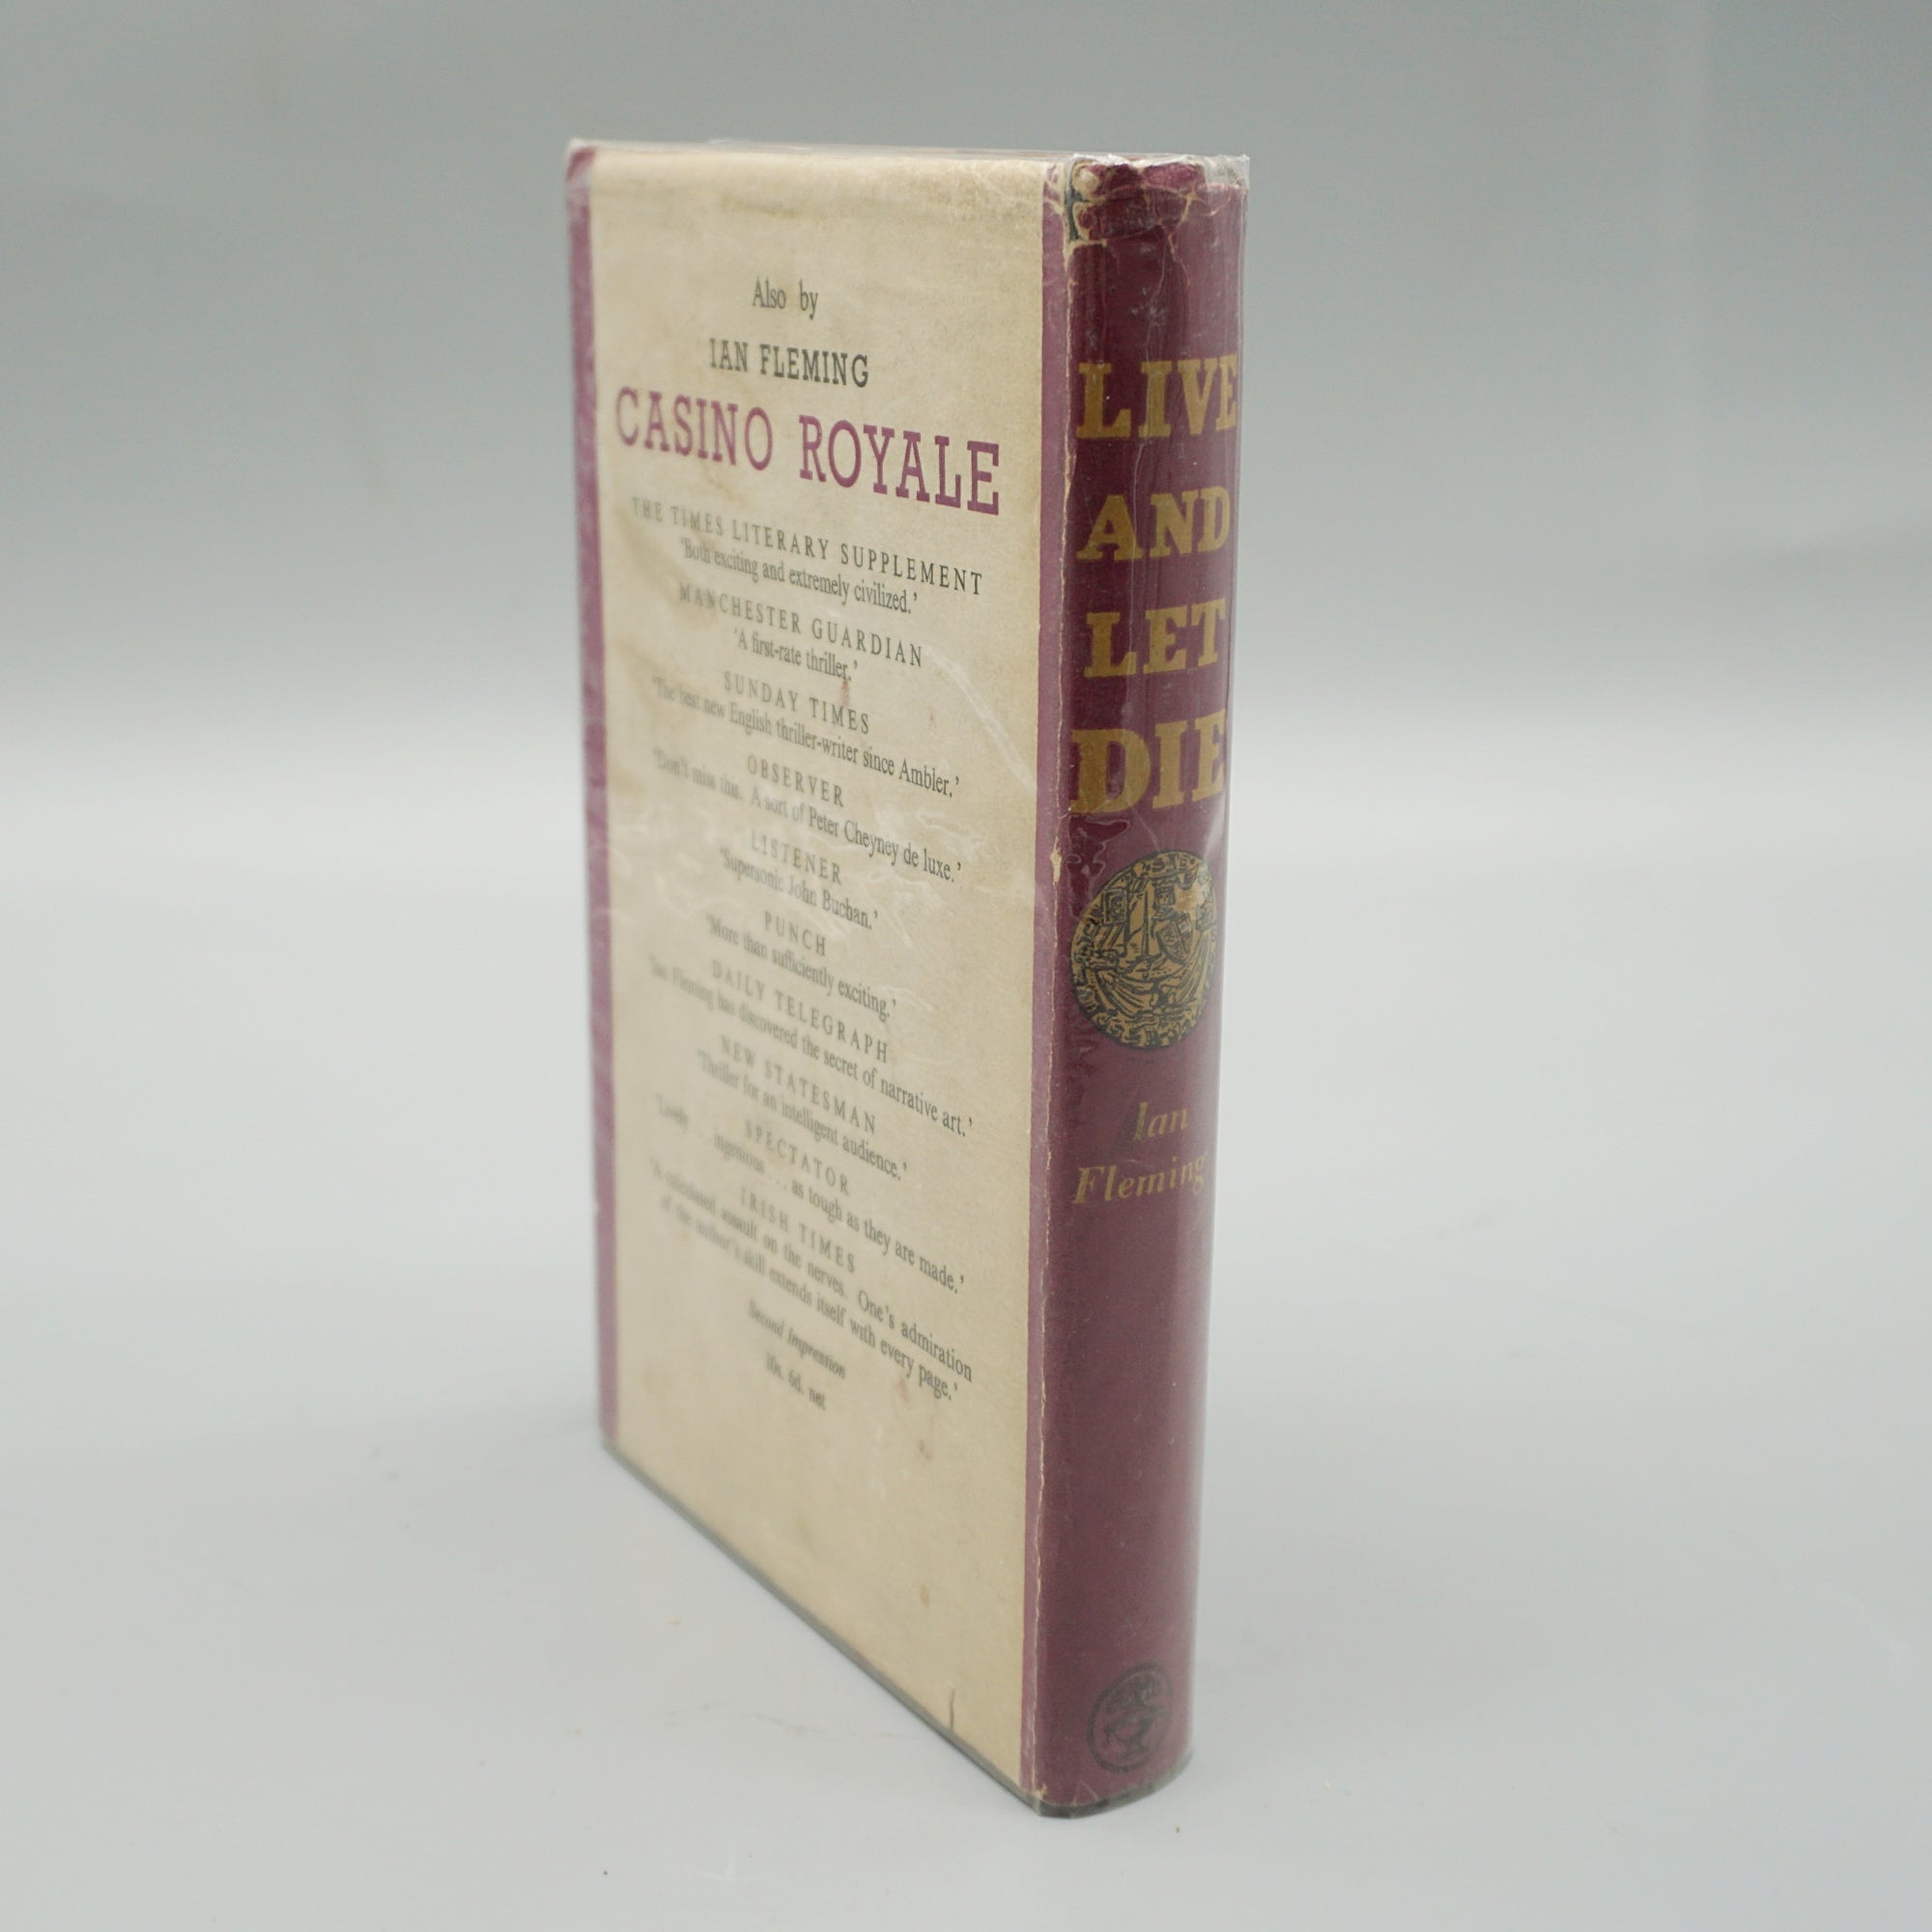 Also by
IAN FLEMING
CASINO ROYALE
THE TIMES LITERARY SUPPLEMENT
'Both exciting and extremely civilized.'
MANCHESTER GUARDIAN
'A first-rate thriller.'
SUNDAY TIMES
'The best new English thriller-writer since Ambler.'
OBSERVER
'Don't miss this. A sort of Peter Cheyney de luxe.'
LISTENER
'Supersonic John Buchan.'
PUNCH
'More than sufficiently exciting.'
DAILY TELEGRAPH
'Ian Fleming has discovered the secret of narrative art.'
NEW STATESMAN
'Thriller for an intelligent audience.'
SPECTATOR
'Lively . . . ingenious . . . as tough as they are made.'
IRISH TIMES
'A calculated assault on the nerves. One's admiration
of the author's skill extends itself with every page.'
Second Impression
10s. 6d. net
LIVE
AND
LET
DIE
Ian
Fleming